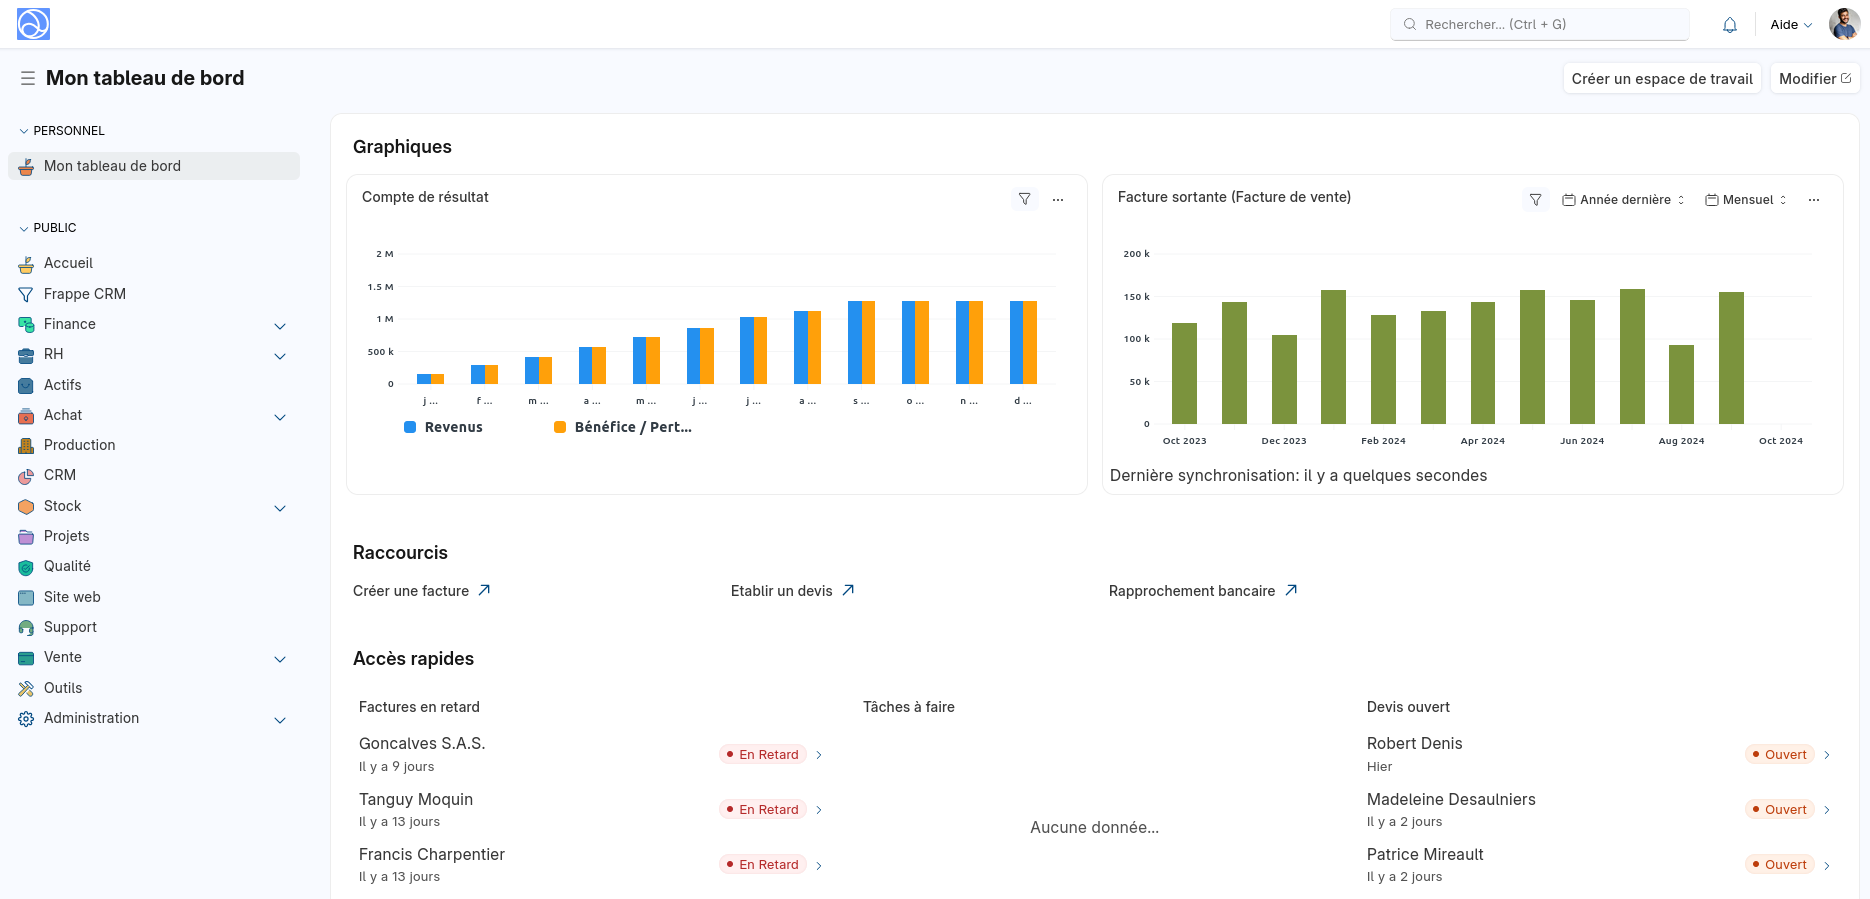 Rechercher... (Ctrl + G)
Aide
Mon tableau de bord
Créer un espace de travail
Modifier
PERSONNEL
Mon tableau de bord
PUBLIC
Accueil
Frappe CRM
Finance
RH
Actifs
Achat
Production
CRM
Stock
Projets
Qualité
Site web
Support
Vente
Outils
Administration
Graphiques
Compte de résultat
...
2 M
1.5 M
1 M
500 k
0
j ... f ... m ... a ... m ... j ... j ... a ... s ... o ... n ... d ...
Revenus Bénéfice / Pert...
Facture sortante (Facture de vente)
Année dernière
Mensuel
...
200 k
150 k
100 k
50 k
0
Oct 2023 Dec 2023 Feb 2024 Apr 2024 Jun 2024 Aug 2024 Oct 2024
Dernière synchronisation: il y a quelques secondes
Raccourcis
Créer une facture
Etablir un devis
Rapprochement bancaire
Accès rapides
Factures en retard
Goncalves S.A.S.
Il y a 9 jours
En Retard
Tanguy Moquin
Il y a 13 jours
En Retard
Francis Charpentier
Il y a 13 jours
En Retard
Tâches à faire
Aucune donnée...
Devis ouvert
Robert Denis
Hier
Ouvert
Madeleine Desaulniers
Il y a 2 jours
Ouvert
Patrice Mireault
Il y a 2 jours
Ouvert